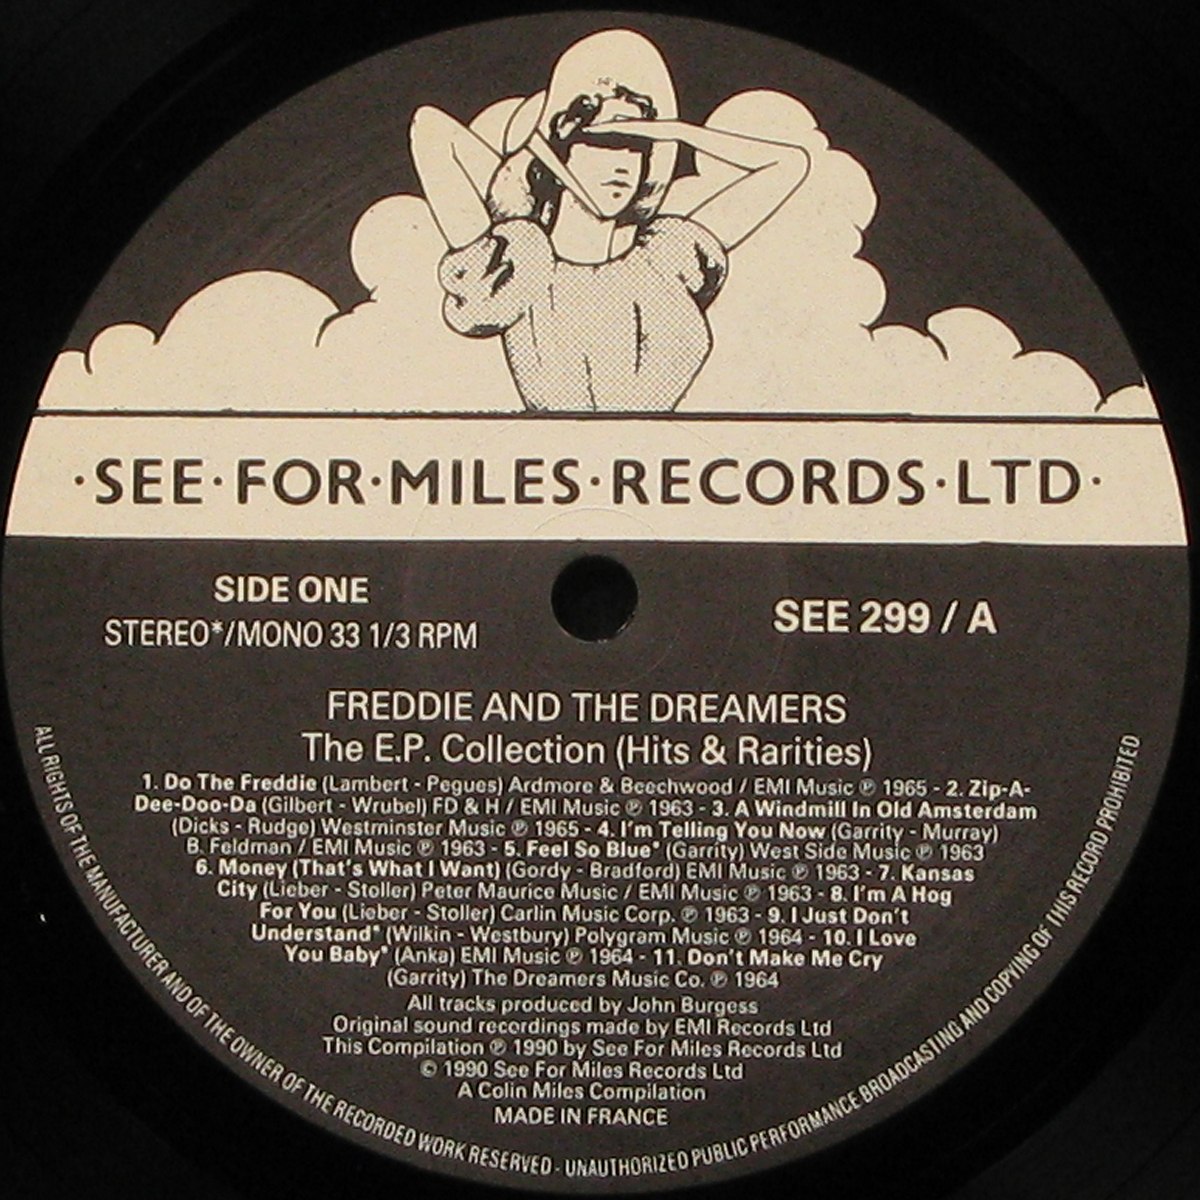 ·SEE·FOR·MILES·RECORDS·LTD·
SIDE ONE
STEREO*/MONO 33 1/3 RPM
SEE 299 / A
FREDDIE AND THE DREAMERS
The E.P. Collection (Hits & Rarities)
1. Do The Freddie (Lambert - Pegues) Ardmore & Beechwood / EMI Music ℗ 1965 - 2. Zip-A-
Dee-Doo-Da (Gilbert - Wrubel) FD & H / EMI Music ℗ 1963 - 3. A Windmill In Old Amsterdam
(Dicks - Rudge) Westminster Music ℗ 1965 - 4. I'm Telling You Now (Garrity - Murray)
B. Feldman / EMI Music ℗ 1963 - 5. Feel So Blue* (Garrity) West Side Music ℗ 1963
6. Money (That's What I Want) (Gordy - Bradford) EMI Music ℗ 1963 - 7. Kansas
City (Lieber - Stoller) Peter Maurice Music / EMI Music ℗ 1963 - 8. I'm A Hog
For You (Lieber - Stoller) Carlin Music Corp. ℗ 1963 - 9. I Just Don't
Understand* (Wilkin - Westbury) Polygram Music ℗ 1964 - 10. I Love
You Baby* (Anka) EMI Music ℗ 1964 - 11. Don't Make Me Cry
(Garrity) The Dreamers Music Co. ℗ 1964
All tracks produced by John Burgess
Original sound recordings made by EMI Records Ltd
This Compilation ℗ 1990 by See For Miles Records Ltd
© 1990 See For Miles Records Ltd
A Colin Miles Compilation
MADE IN FRANCE
ALL RIGHTS OF THE MANUFACTURER AND OF THE OWNER OF THE RECORDED WORK RESERVED - UNAUTHORIZED PUBLIC PERFORMANCE BROADCASTING AND COPYING OF THIS RECORD PROHIBITED